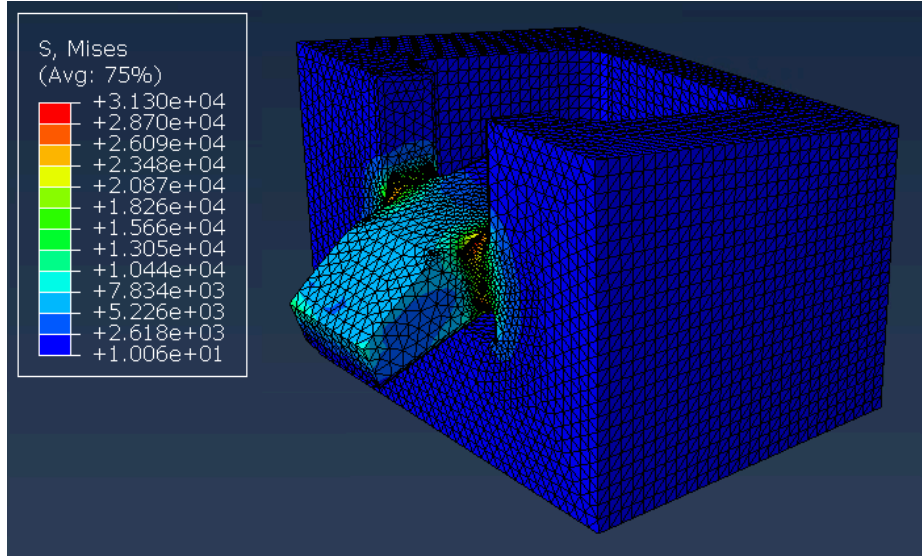 S, Mises
(Avg: 75%)
+3.130e+04
+2.870e+04
+2.609e+04
+2.348e+04
+2.087e+04
+1.826e+04
+1.566e+04
+1.305e+04
+1.044e+04
+7.834e+03
+5.226e+03
+2.618e+03
+1.006e+01